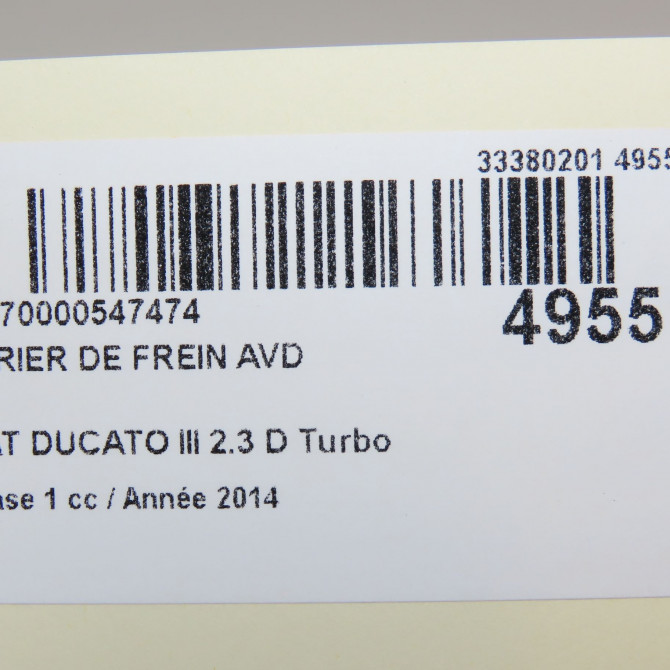 33380201 4955
70000547474
4955
RIER DE FREIN AVD
AT DUCATO III 2.3 D Turbo
ase 1 cc / Année 2014